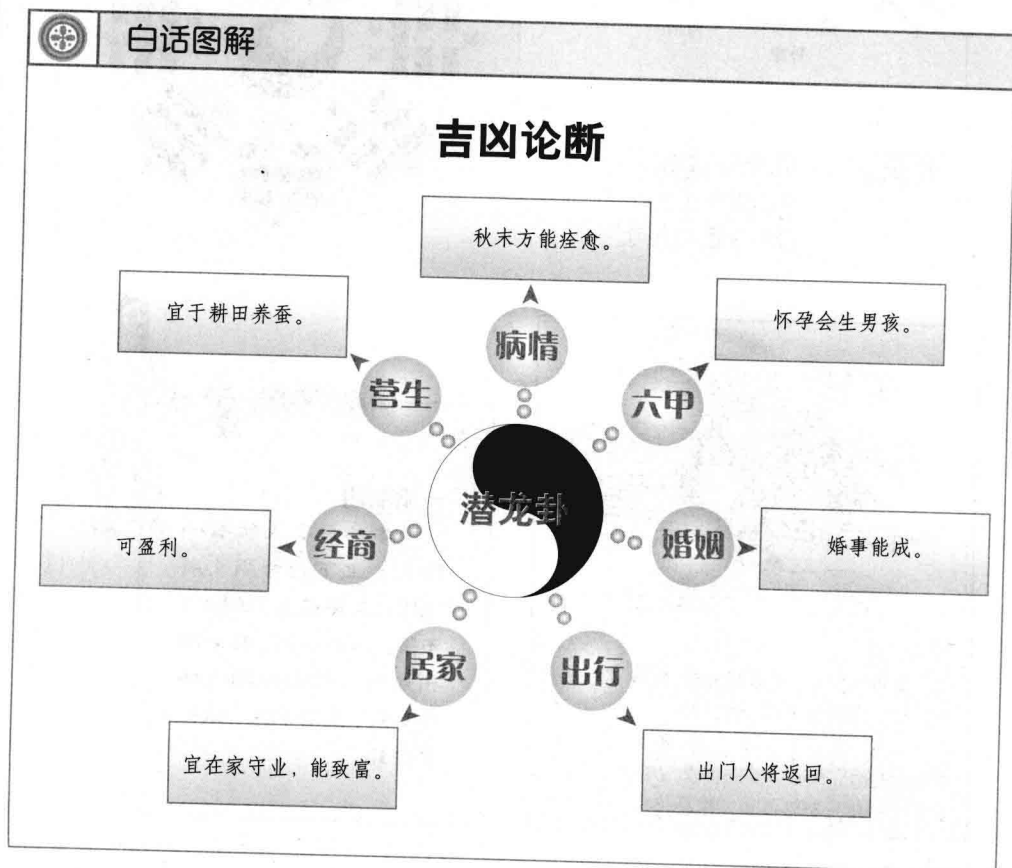 白话图解
吉凶论断
秋末方能痊愈。
宜于耕田养蚕。
怀孕会生男孩。
病情
营生
六甲
潜龙卦
可盈利。
经商
婚姻
婚事能成。
居家
出行
宜在家守业，能致富。
出门人将返回。